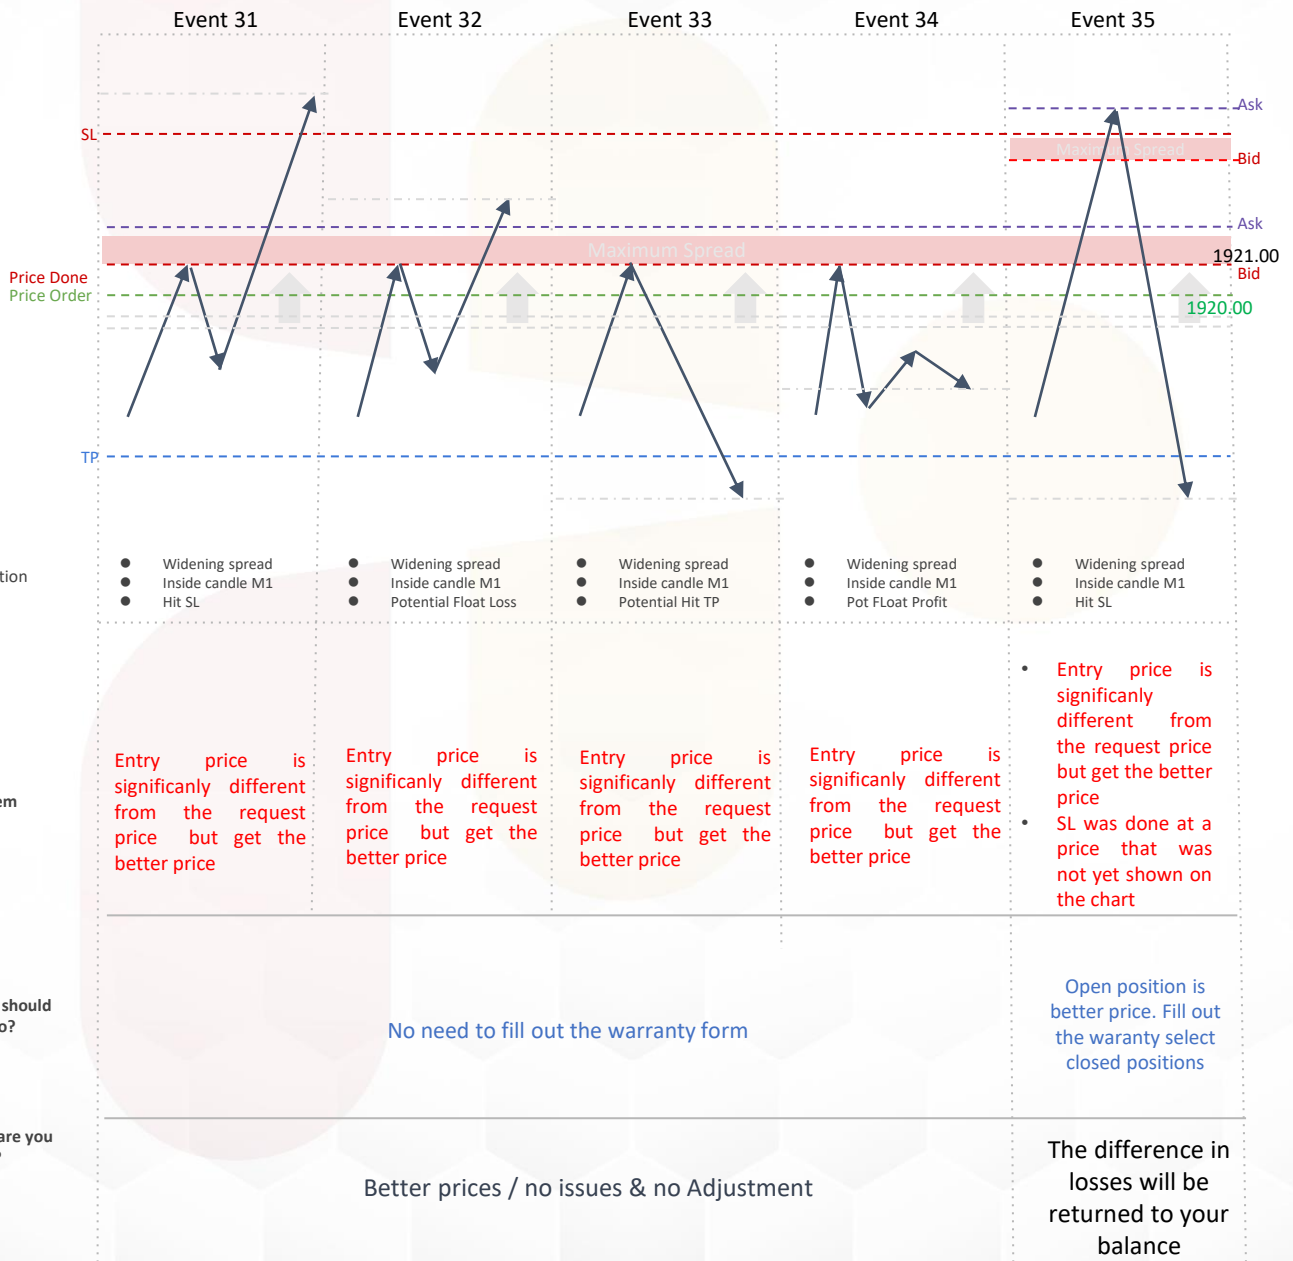 Event 31
Event 32
Event 33
Event 34
Event 35
Ask
SL
Maximum Spread
Bid
Ask
Maximum Spread
1921.00
Price Done
Bid
Price Order
1920.00
TP
tion
Widening spread
Inside candle M1
Hit SL
Widening spread
Inside candle M1
Potential Float Loss
Widening spread
Inside candle M1
Potential Hit TP
Widening spread
Inside candle M1
Pot FLoat Profit
Widening spread
Inside candle M1
Hit SL
em
Entry price is
significanly different
from the request
price but get the
better price
Entry price is
significanly different
from the request
price but get the
better price
Entry price is
significanly different
from the request
price but get the
better price
Entry price is
significanly different
from the request
price but get the
better price
Entry price is
significanly
different from
the request price
but get the better
price
SL was done at a
price that was
not yet shown on
the chart
should
o?
No need to fill out the warranty form
Open position is
better price. Fill out
the waranty select
closed positions
are you
?
Better prices / no issues & no Adjustment
The difference in
losses will be
returned to your
balance